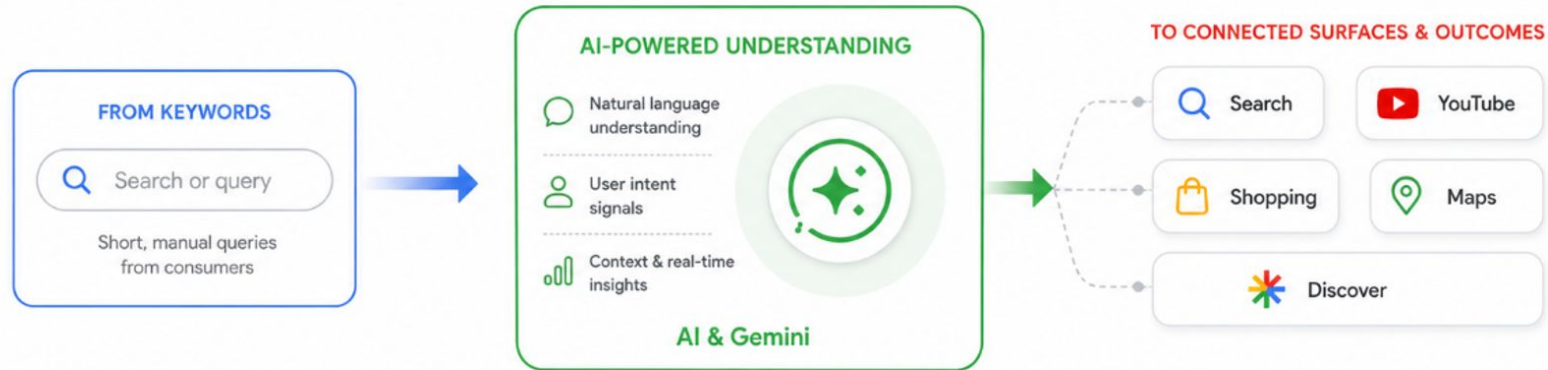 FROM KEYWORDS
Search or query
Short, manual queries
from consumers
AI-POWERED UNDERSTANDING
Natural language
understanding
User intent
signals
Context & real-time
insights
AI & Gemini
TO CONNECTED SURFACES & OUTCOMES
Search
YouTube
Shopping
Maps
Discover